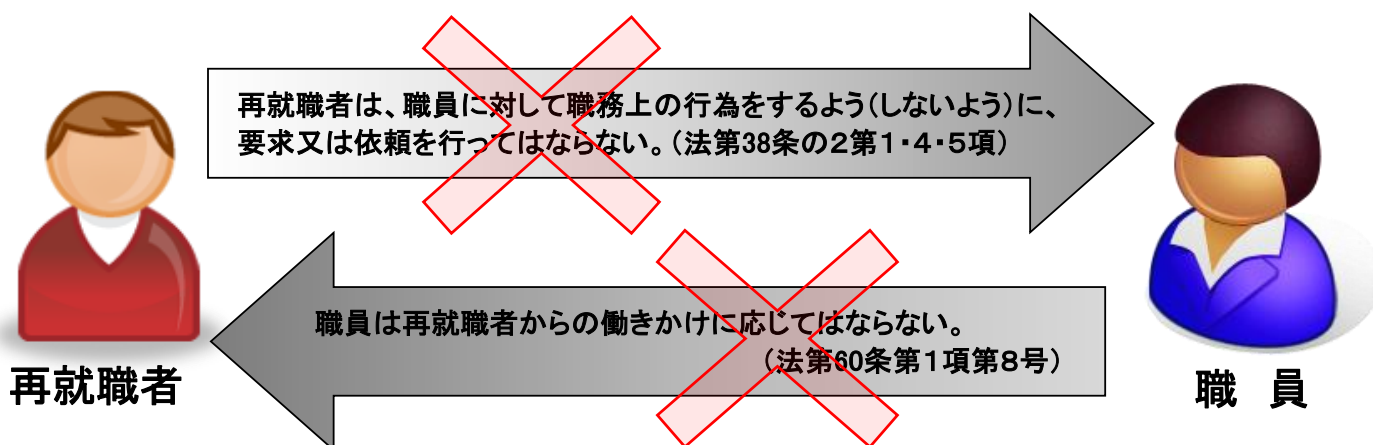 再就職者は、職員に対して職務上の行為をするよう(しないよう)に、
要求又は依頼を行ってはならない。(法第38条の2第1・4・5項)
職員は再就職者からの働きかけに応じてはならない。
(法第60条第1項第8号)
再就職者
職　員